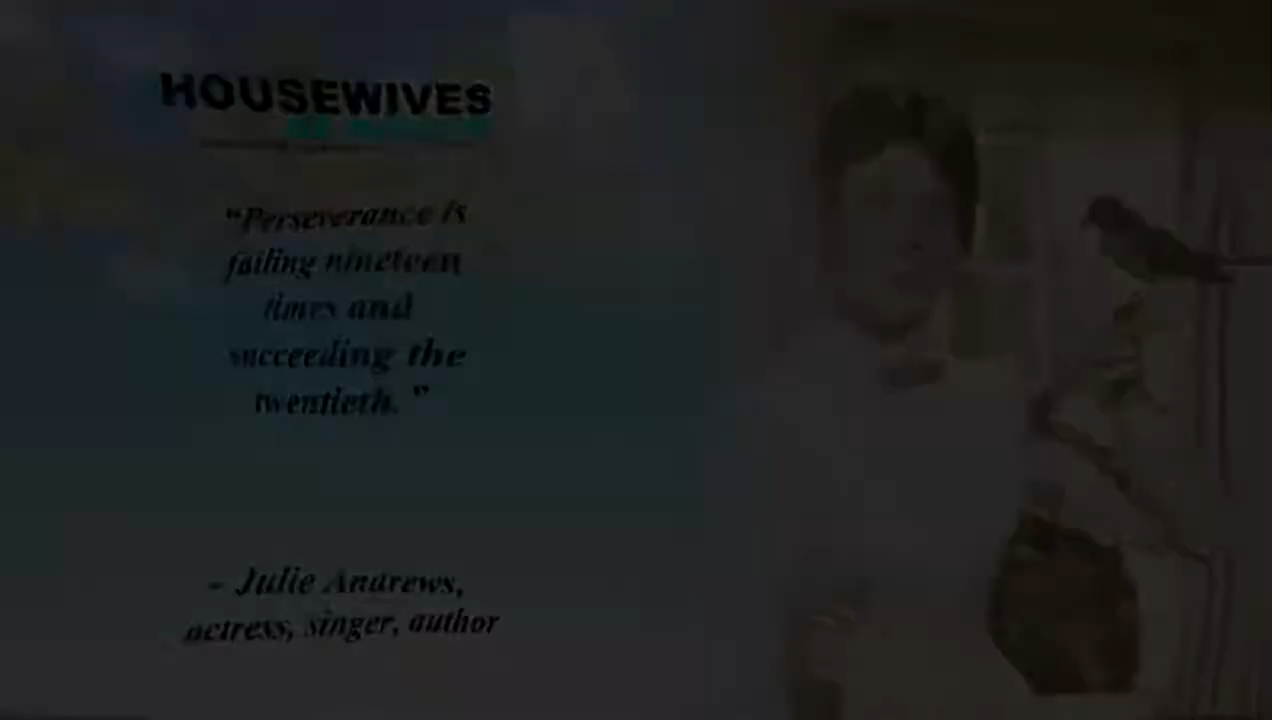 HOUSEWIVES
“Perseverance is
failing nineteen
times and
succeeding the
twentieth.”
– Julie Andrews,
actress, singer, author